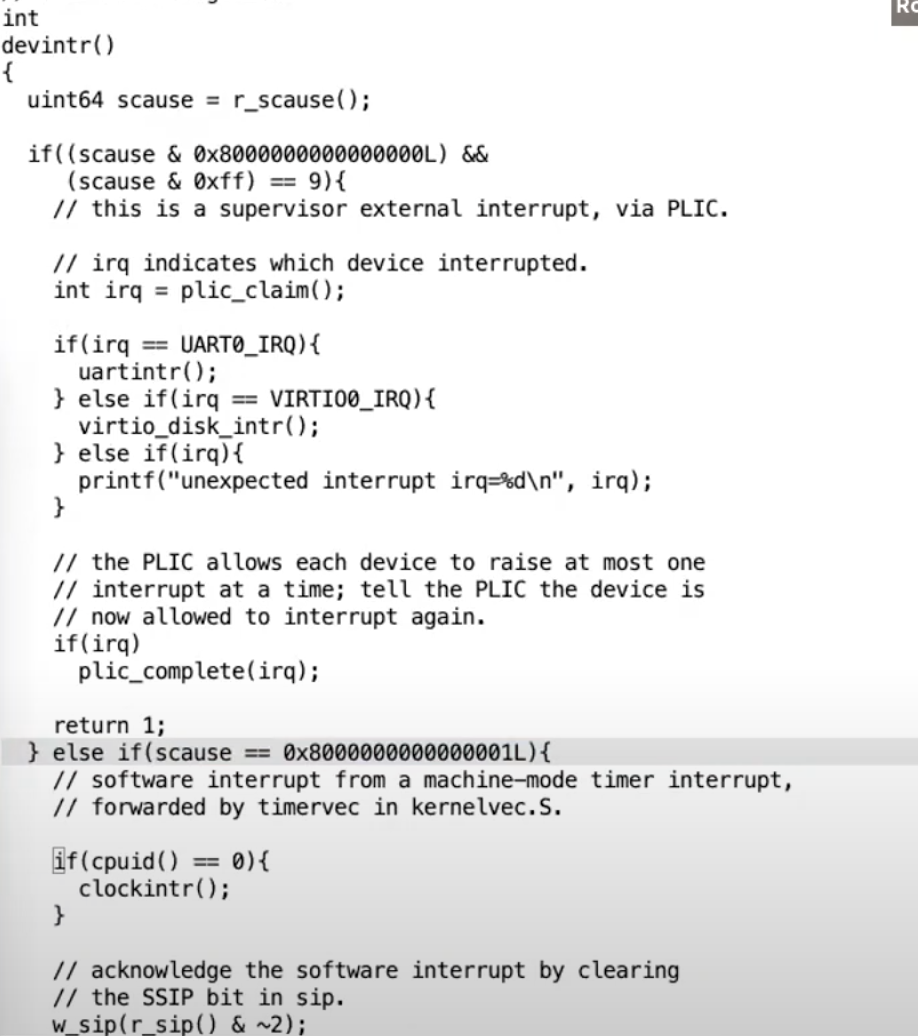 int
devintr()
{
  uint64 scause = r_scause();

  if((scause & 0x8000000000000000L) &&
     (scause & 0xff) == 9){
    // this is a supervisor external interrupt, via PLIC.

    // irq indicates which device interrupted.
    int irq = plic_claim();

    if(irq == UART0_IRQ){
      uartintr();
    } else if(irq == VIRTIO0_IRQ){
      virtio_disk_intr();
    } else if(irq){
      printf("unexpected interrupt irq=%d\n", irq);
    }

    // the PLIC allows each device to raise at most one
    // interrupt at a time; tell the PLIC the device is
    // now allowed to interrupt again.
    if(irq)
      plic_complete(irq);

    return 1;
  } else if(scause == 0x8000000000000001L){
    // software interrupt from a machine-mode timer interrupt,
    // forwarded by timervec in kernelvec.S.

    if(cpuid() == 0){
      clockintr();
    }

    // acknowledge the software interrupt by clearing
    // the SSIP bit in sip.
    w_sip(r_sip() & ~2);